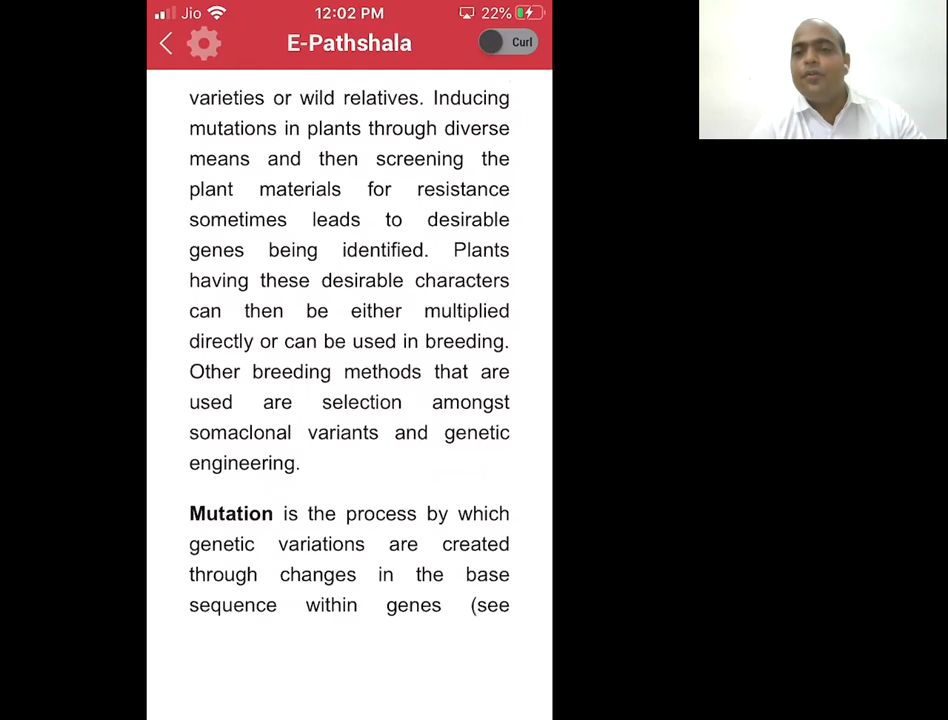 Jio 12:02 PM 22%
E-Pathshala Curl
varieties or wild relatives. Inducing
mutations in plants through diverse
means and then screening the
plant materials for resistance
sometimes leads to desirable
genes being identified. Plants
having these desirable characters
can then be either multiplied
directly or can be used in breeding.
Other breeding methods that are
used are selection amongst
somaclonal variants and genetic
engineering.
Mutation is the process by which
genetic variations are created
through changes in the base
sequence within genes (see